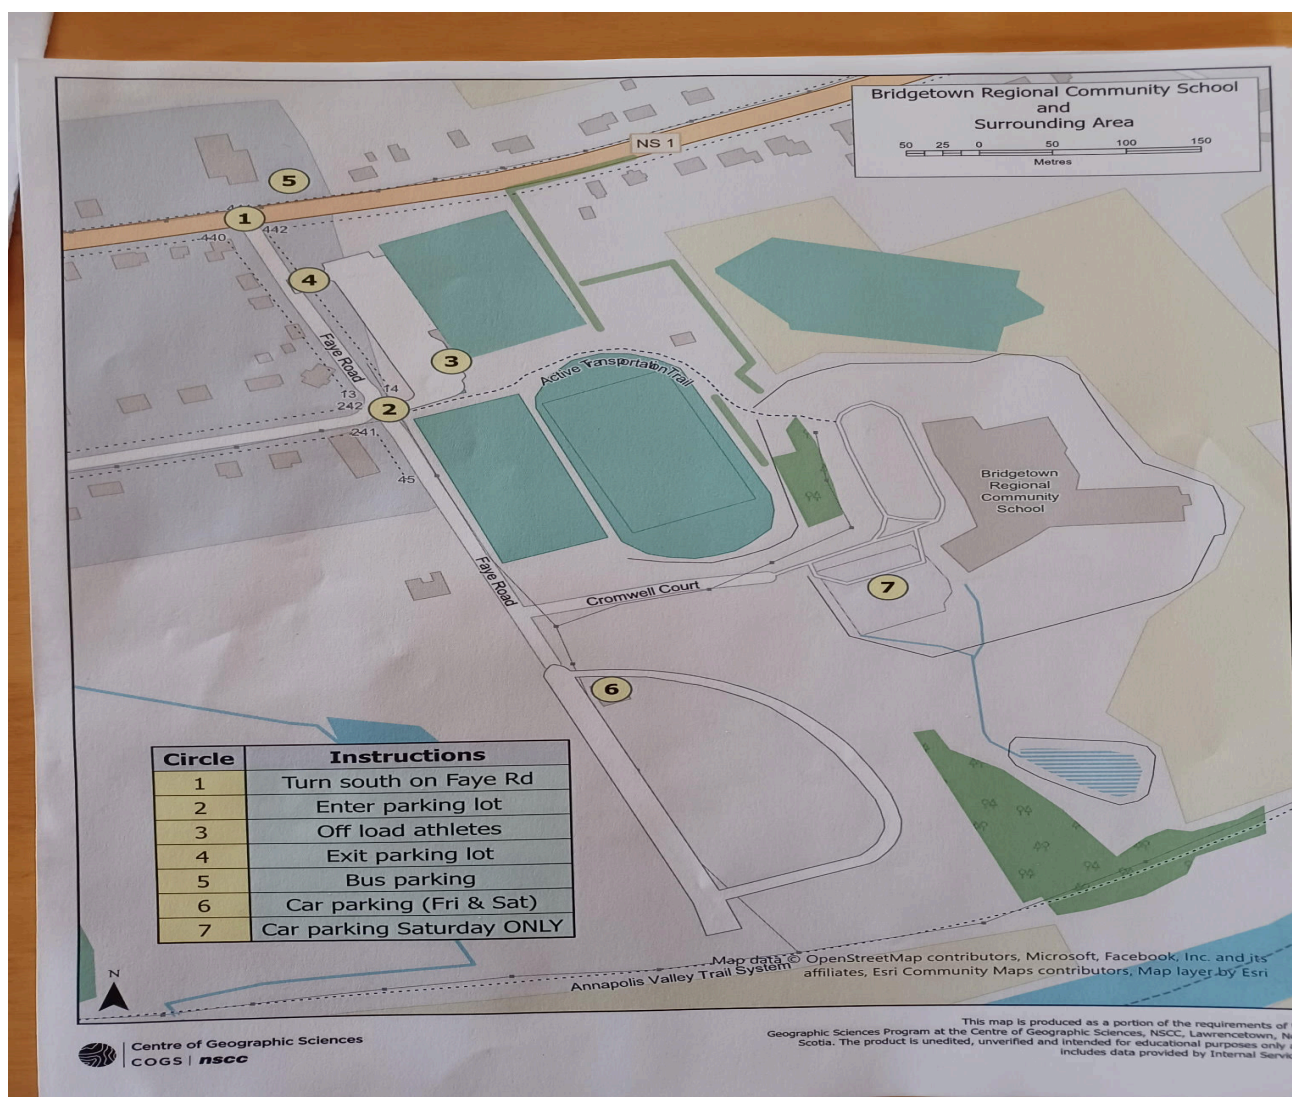 Bridgetown Regional Community School
and
Surrounding Area
50 25 0 50 100 150
Metres
NS 1
5
1
440
442
4
Faye Road
3
Active Transportation Trail
13
14
242
2
241
45
Bridgetown
Regional
Community
School
Faye Road
Cromwell Court
7
6
Circle Instructions
1 Turn south on Faye Rd
2 Enter parking lot
3 Off load athletes
4 Exit parking lot
5 Bus parking
6 Car parking (Fri & Sat)
7 Car parking Saturday ONLY
N
Annapolis Valley Trail System
Map data © OpenStreetMap contributors, Microsoft, Facebook, Inc. and its
affiliates, Esri Community Maps contributors, Map layer by Esri
Centre of Geographic Sciences
COGS | nscc
This map is produced as a portion of the requirements of
Geographic Sciences Program at the Centre of Geographic Sciences, NSCC, Lawrencetown,
Scotia. The product is unedited, unverified and intended for educational purposes only
includes data provided by Internal